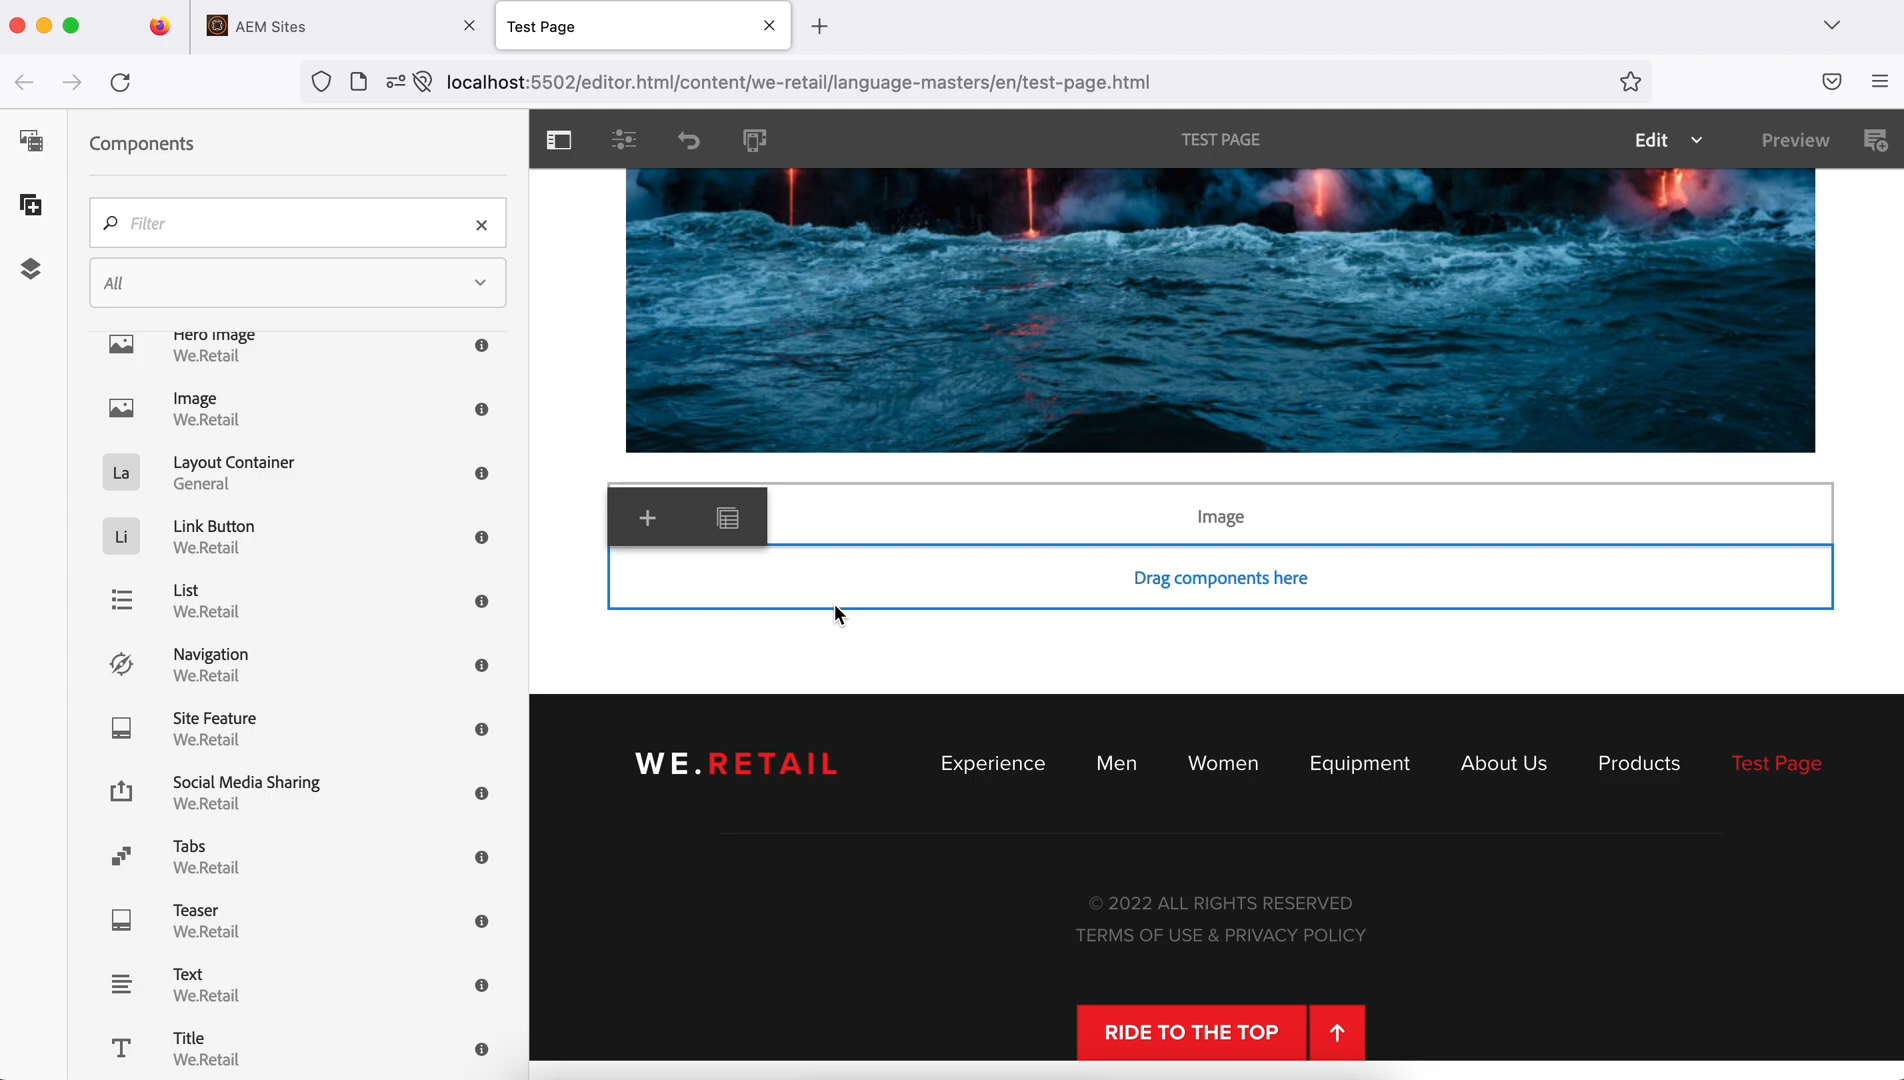 AEM Sites
Test Page
localhost:5502/editor.html/content/we-retail/language-masters/en/test-page.html
Components
Filter
All
Hero Image
We.Retail
Image
We.Retail
La
Layout Container
General
Li
Link Button
We.Retail
List
We.Retail
Navigation
We.Retail
Site Feature
We.Retail
Social Media Sharing
We.Retail
Tabs
We.Retail
Teaser
We.Retail
Text
We.Retail
Title
We.Retail
TEST PAGE
Edit
Preview
Image
Drag components here
WE.RETAIL
Experience Men Women Equipment About Us Products Test Page
© 2022 ALL RIGHTS RESERVED
TERMS OF USE & PRIVACY POLICY
RIDE TO THE TOP